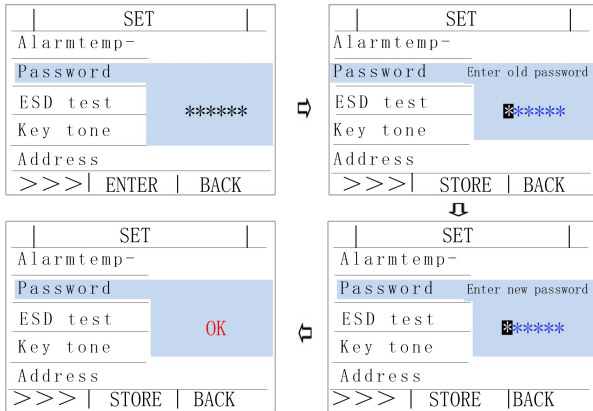 SET
Alarmtemp-
Password
ESD test
******
Key tone
Address
>>> ENTER BACK
SET
Alarmtemp-
Password Enter old password
ESD test
******
Key tone
Address
>>> STORE BACK
SET
Alarmtemp-
Password Enter new password
ESD test
******
Key tone
Address
>>> STORE BACK
SET
Alarmtemp-
Password
ESD test
OK
Key tone
Address
>>> STORE BACK